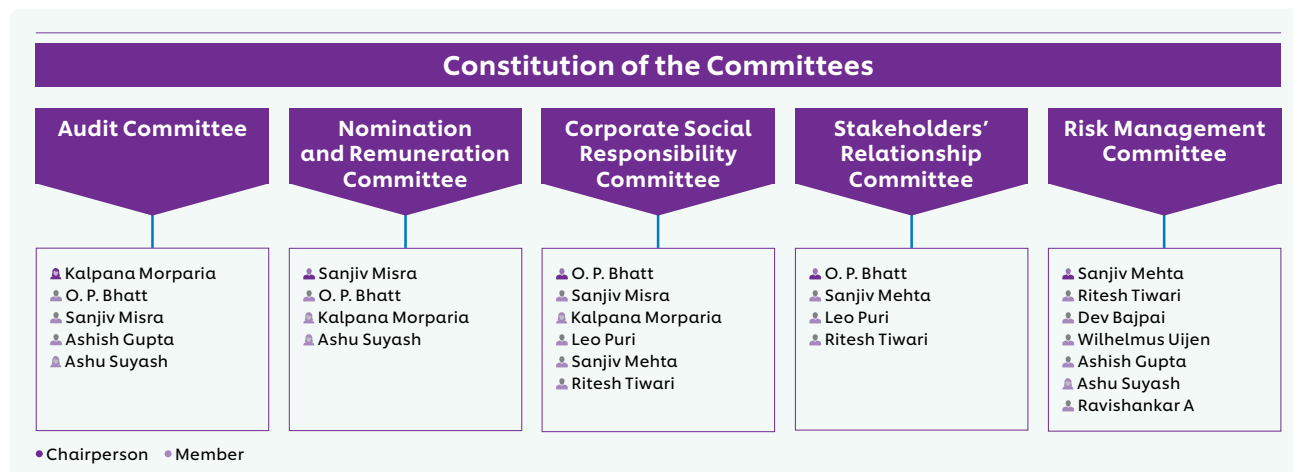 Constitution of the Committees
Audit Committee
Nomination
and Remuneration
Committee
Corporate Social
Responsibility
Committee
Stakeholders’
Relationship
Committee
Risk Management
Committee
Kalpana Morparia
O. P. Bhatt
Sanjiv Misra
Ashish Gupta
Ashu Suyash
Sanjiv Misra
O. P. Bhatt
Kalpana Morparia
Ashu Suyash
O. P. Bhatt
Sanjiv Misra
Kalpana Morparia
Leo Puri
Sanjiv Mehta
Ritesh Tiwari
O. P. Bhatt
Sanjiv Mehta
Leo Puri
Ritesh Tiwari
Sanjiv Mehta
Ritesh Tiwari
Dev Bajpai
Wilhelmus Uijen
Ashish Gupta
Ashu Suyash
Ravishankar A
• Chairperson • Member